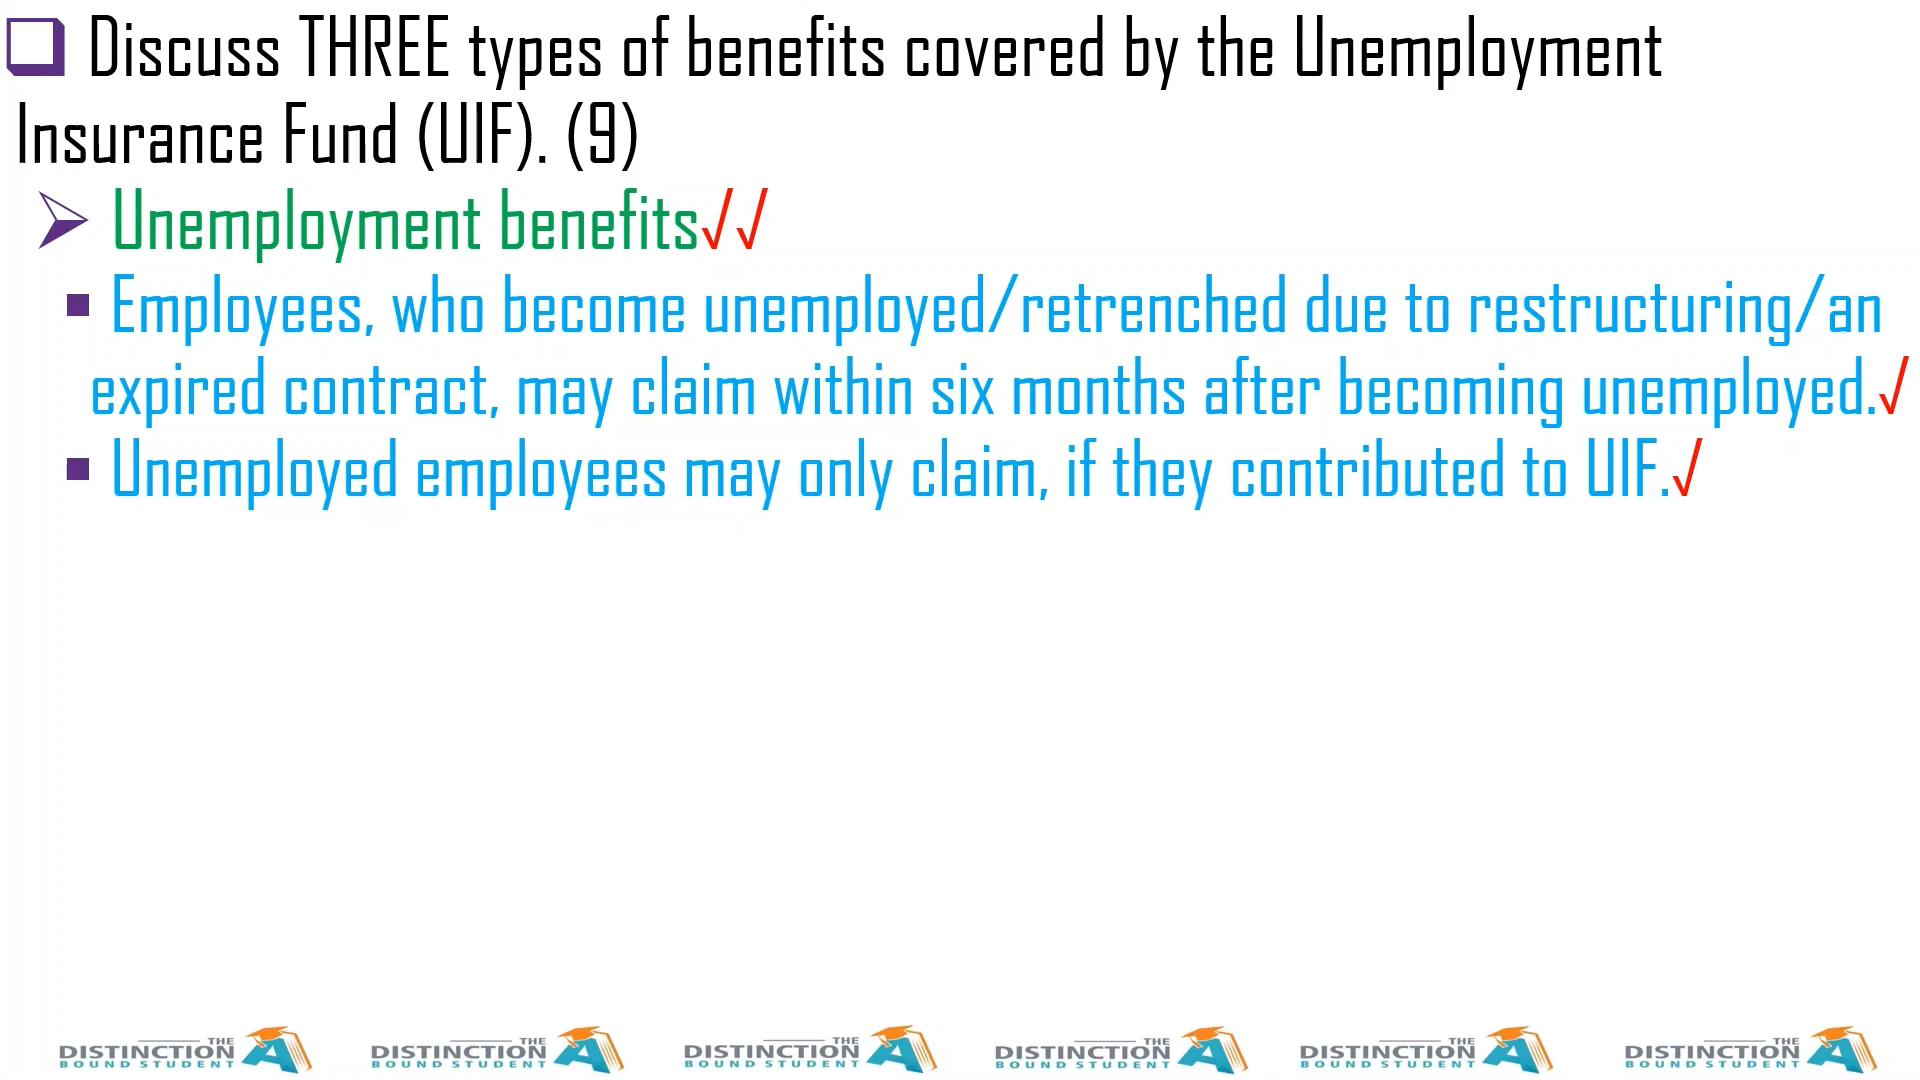 Discuss THREE types of benefits covered by the Unemployment
Insurance Fund (UIF). (9)
Unemployment benefits√√
Employees, who become unemployed/retrenched due to restructuring/an
expired contract, may claim within six months after becoming unemployed.√
Unemployed employees may only claim, if they contributed to UIF.√
THE DISTINCTION BOUND STUDENT
THE DISTINCTION BOUND STUDENT
THE DISTINCTION BOUND STUDENT
THE DISTINCTION BOUND STUDENT
THE DISTINCTION BOUND STUDENT
THE DISTINCTION BOUND STUDENT